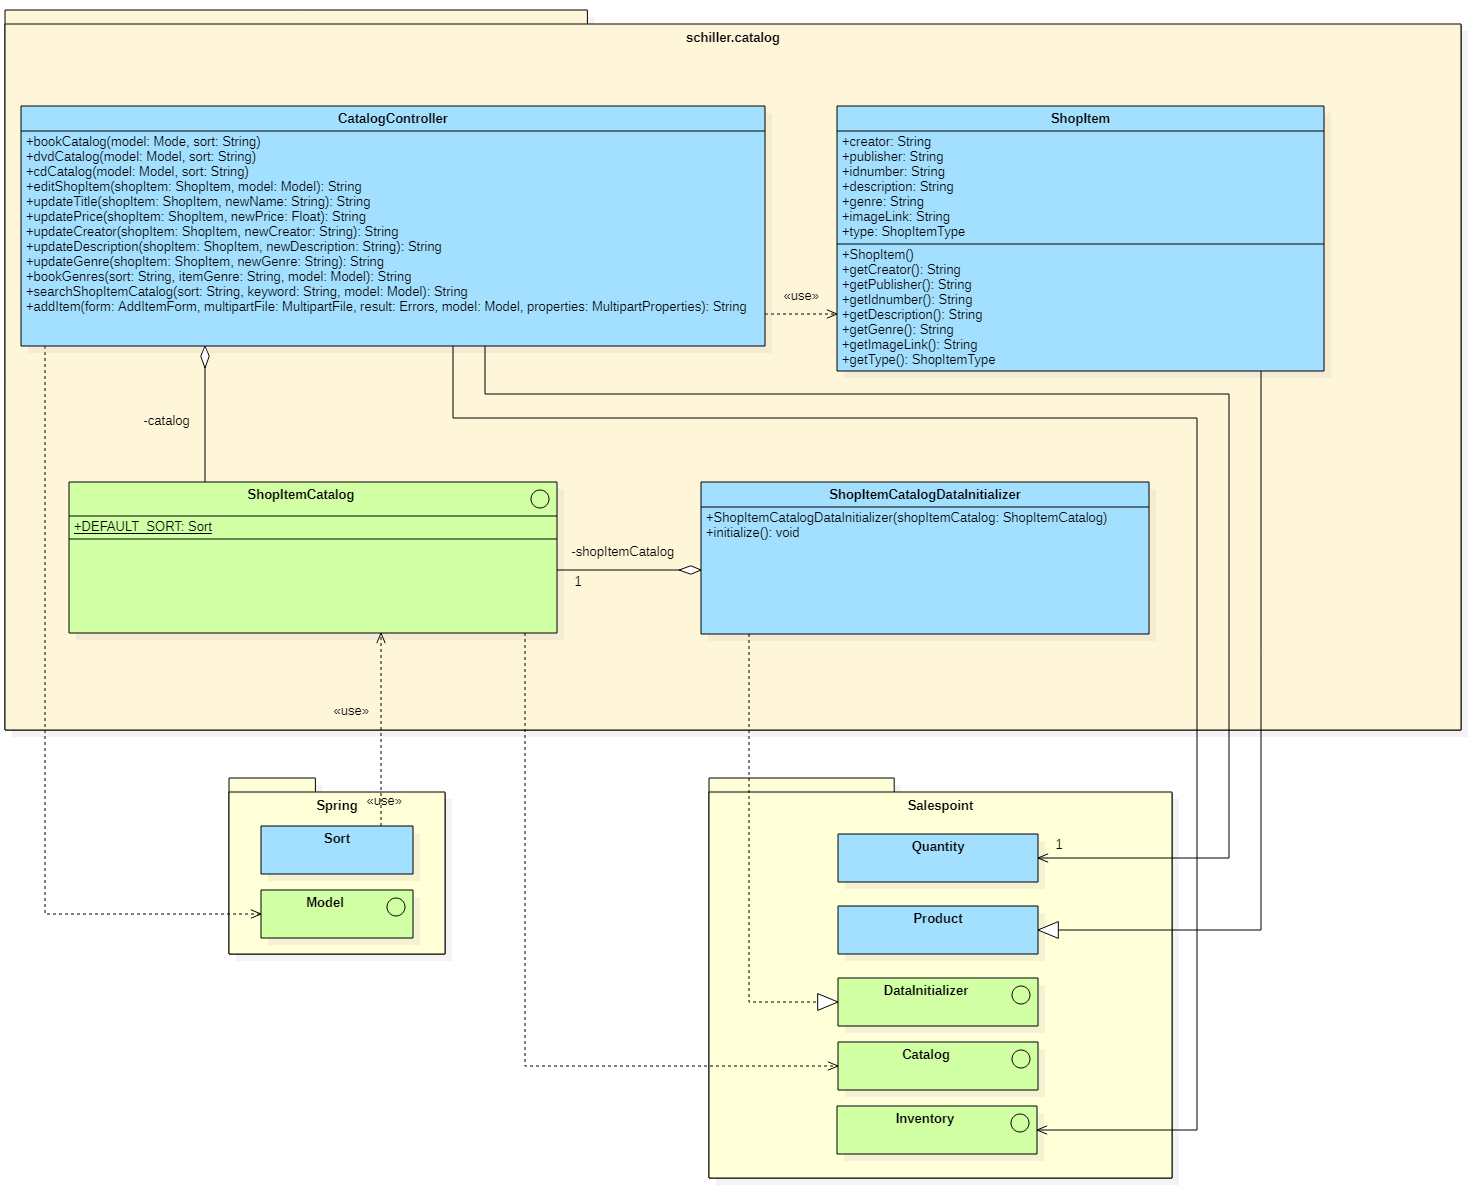 schiller.catalog
CatalogController
+bookCatalog(model: Mode, sort: String)
+dvdCatalog(model: Model, sort: String)
+cdCatalog(model: Model, sort: String)
+editShopItem(shopItem: ShopItem, model: Model): String
+updateTitle(shopItem: ShopItem, newName: String): String
+updatePrice(shopItem: ShopItem, newPrice: Float): String
+updateCreator(shopItem: ShopItem, newCreator: String): String
+updateDescription(shopItem: ShopItem, newDescription: String): String
+updateGenre(shopItem: ShopItem, newGenre: String): String
+bookGenres(sort: String, itemGenre: String, model: Model): String
+searchShopItemCatalog(sort: String, keyword: String, model: Model): String
+addItem(form: AddItemForm, multipartFile: MultipartFile, result: Errors, model: Model, properties: MultipartProperties): String
«use»
ShopItem
+creator: String
+publisher: String
+idnumber: String
+description: String
+genre: String
+imageLink: String
+type: ShopItemType
+ShopItem()
+getCreator(): String
+getPublisher(): String
+getIdnumber(): String
+getDescription(): String
+getGenre(): String
+getImageLink(): String
+getType(): ShopItemType
-catalog
ShopItemCatalog
+DEFAULT_SORT: Sort
-shopItemCatalog
1
ShopItemCatalogDataInitializer
+ShopItemCatalogDataInitializer(shopItemCatalog: ShopItemCatalog)
+initialize(): void
«use»
Spring
«use»
Sort
Model
Salespoint
Quantity
1
Product
DataInitializer
Catalog
Inventory